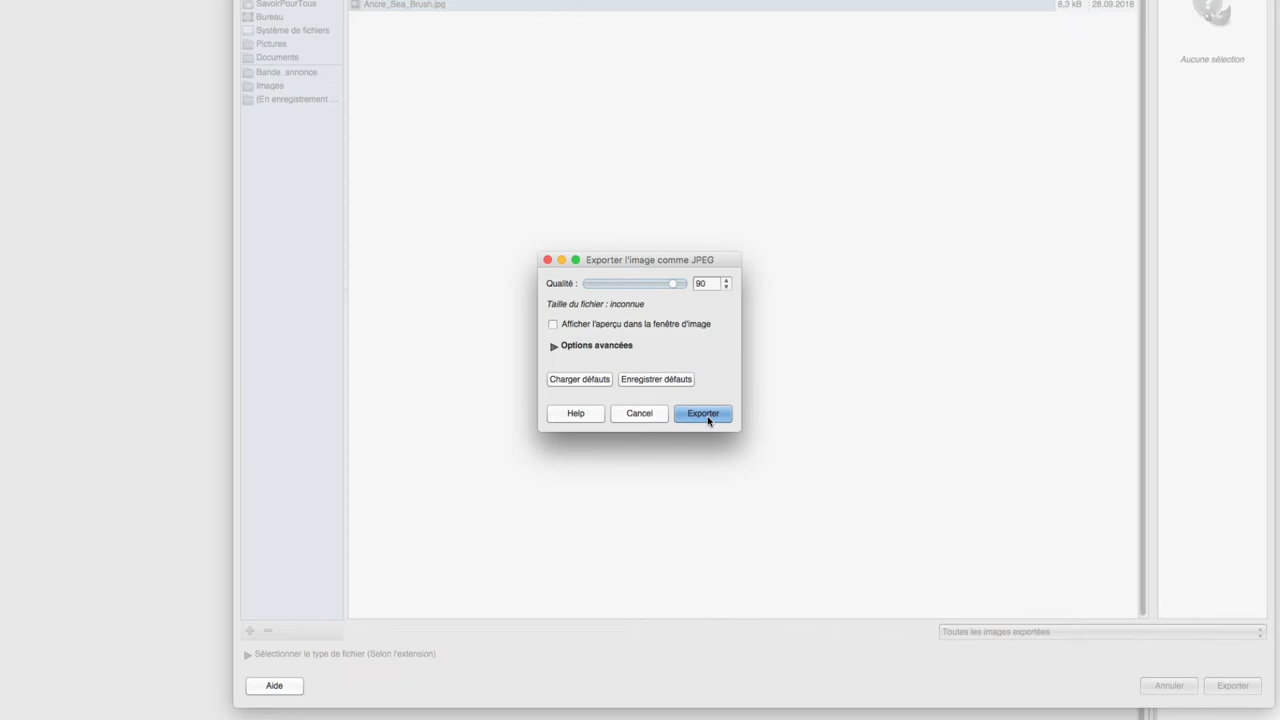 SavoirPourTous
Ancre_Sea_Brush.jpg 8,3 kB 28.09.2018
Bureau
Système de fichiers
Pictures
Documents
Bande_annonce
Images
(En enregistrement ...
Aucune sélection
Exporter l'image comme JPEG
Qualité : 90
Taille du fichier : inconnue
Afficher l'aperçu dans la fenêtre d'image
Options avancées
Charger défauts Enregistrer défauts
Help Cancel Exporter
Toutes les images exportées
Sélectionner le type de fichier (Selon l'extension)
Aide Annuler Exporter